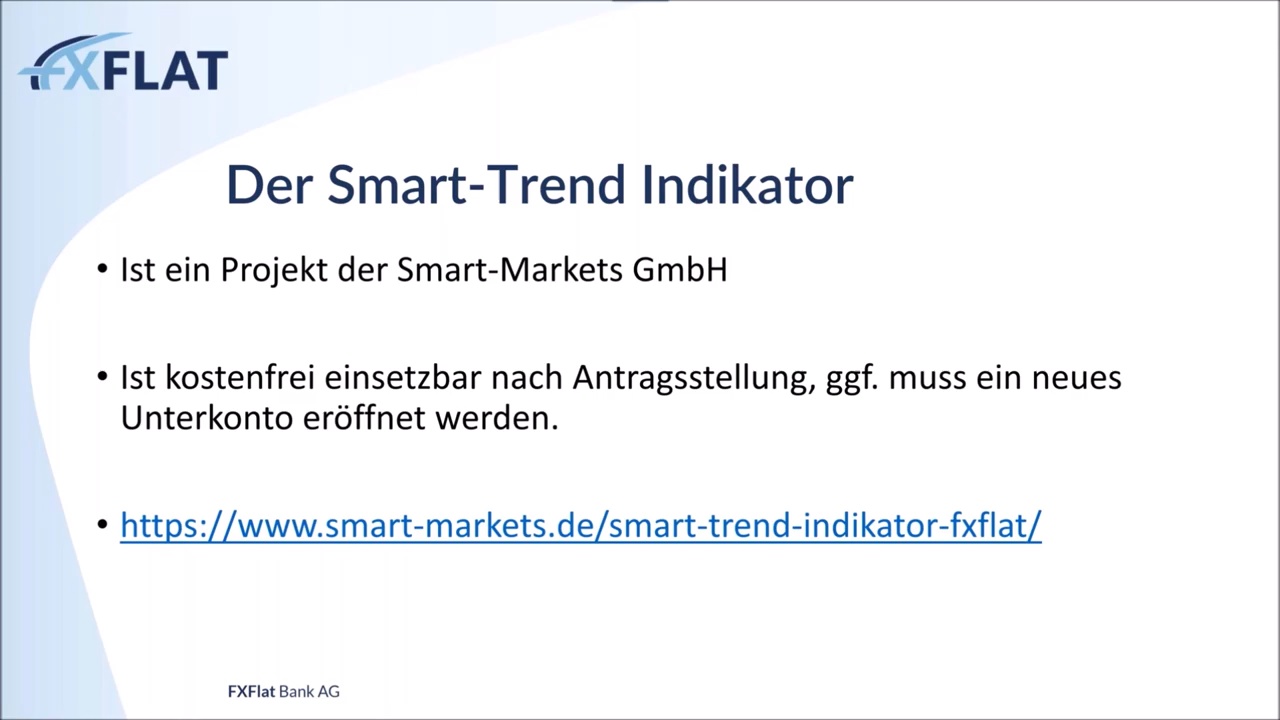 FXFLAT
Der Smart-Trend Indikator
• Ist ein Projekt der Smart-Markets GmbH
• Ist kostenfrei einsetzbar nach Antragsstellung, ggf. muss ein neues
Unterkonto eröffnet werden.
• https://www.smart-markets.de/smart-trend-indikator-fxflat/
FXFlat Bank AG